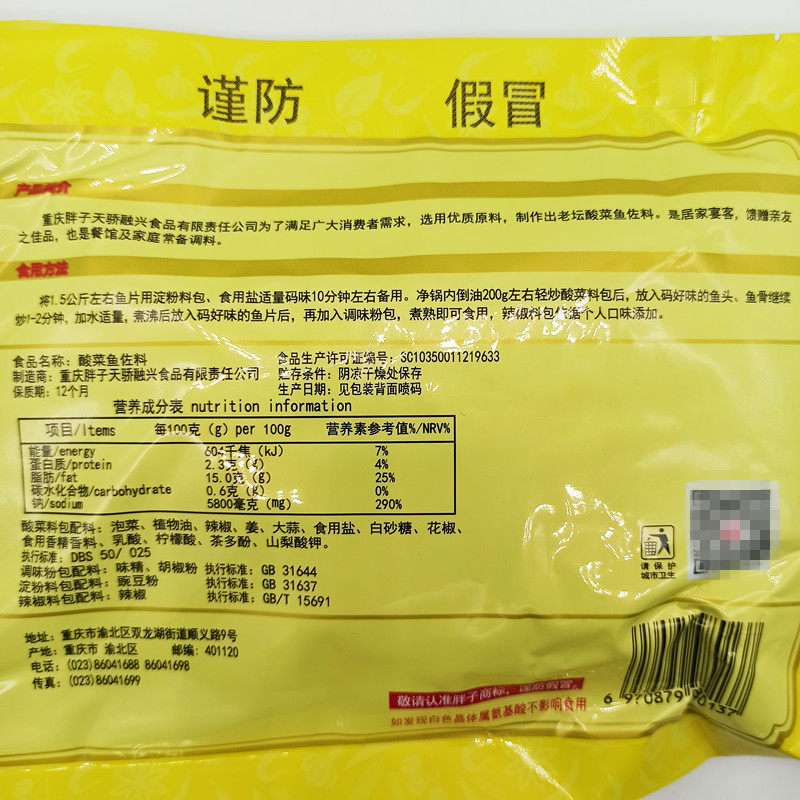 谨防 假冒
产品简介
重庆胖子天骄融兴食品有限责任公司为了满足广大消费者需求，选用优质原料，制作出老坛酸菜鱼佐料。是居家宴客，馈赠亲友
之佳品，也是餐馆及家庭常备调料。
食用方法
将1.5公斤左右鱼片用淀粉料包、食用盐适量码味10分钟左右备用。净锅内倒油200g左右轻炒酸菜料包后，放入码好味的鱼头、鱼骨继续
炒1-2分钟，加水适量，煮沸后放入码好味的鱼片后，再加入调味粉包，煮熟即可食用，辣椒料包依据个人口味添加。
食品名称：酸菜鱼佐料 食品生产许可证编号：SC10350011219633
制造商：重庆胖子天骄融兴食品有限责任公司 贮存条件：阴凉干燥处保存
保质期：12个月 生产日期：见包装背面喷码
营养成分表 nutrition information
项目/Items 每100克（g）per 100g 营养素参考值%/NRV%
能量/energy 604千焦（kJ） 7%
蛋白质/protein 2.3克（g） 4%
脂肪/fat 15.0克（g） 25%
碳水化合物/carbohydrate 0.6克（g） 0%
钠/sodium 5800毫克（mg） 290%
酸菜料包配料：泡菜、植物油、辣椒、姜、大蒜、食用盐、白砂糖、花椒、
食用香精香料、乳酸、柠檬酸、茶多酚、山梨酸钾。
执行标准：DBS 50/ 025
调味粉包配料：味精、胡椒粉 执行标准：GB 31644
淀粉料包配料：豌豆粉 执行标准：GB 31637
辣椒料包配料：辣椒 执行标准：GB/T 15691
请保护
城市卫生
地址：重庆市渝北区双龙湖街道顺义路9号
产地：重庆市 渝北区 邮编：401120
电话：(023)86041688 86041698
传真：(023)86041699
敬请认准胖子商标，谨防假冒。
如发现白色晶体属氨基酸不影响食用